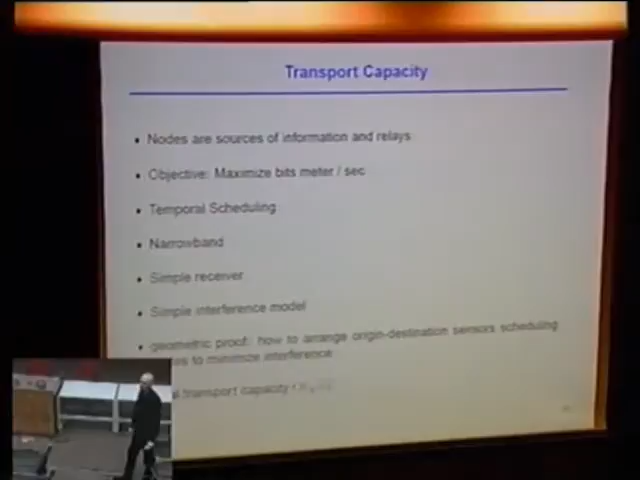 Transport Capacity
• Nodes are sources of information and relays
• Objective: Maximize bits meter / sec
• Temporal Scheduling
• Narrowband
• Simple receiver
• Simple interference model
• geometric proof: how to arrange origin-destination sensors scheduling
to minimize interference
transport capacity